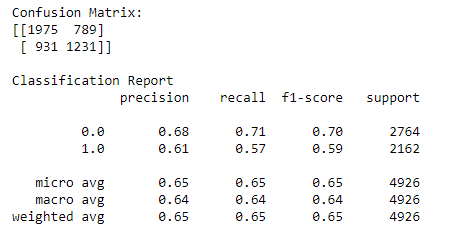 Confusion Matrix:
[[1975  789]
 [ 931 1231]]
Classification Report
              precision    recall  f1-score   support
         0.0       0.68      0.71      0.70      2764
         1.0       0.61      0.57      0.59      2162
   micro avg       0.65      0.65      0.65      4926
   macro avg       0.64      0.64      0.64      4926
weighted avg       0.65      0.65      0.65      4926